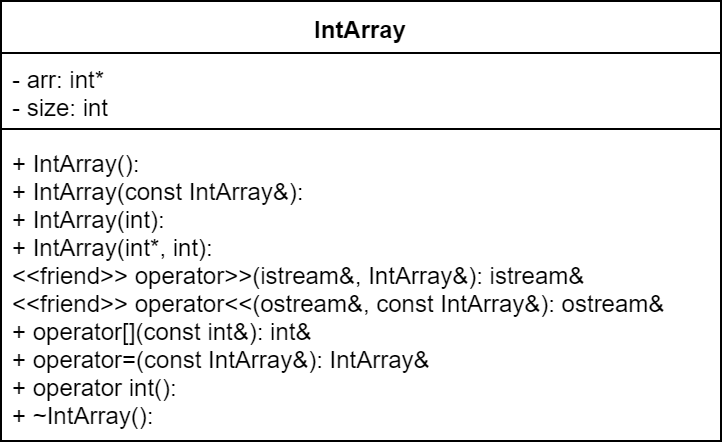 IntArray
- arr: int*
- size: int
+ IntArray():
+ IntArray(const IntArray&):
+ IntArray(int):
+ IntArray(int*, int):
<<friend>> operator>>(istream&, IntArray&): istream&
<<friend>> operator<<(ostream&, const IntArray&): ostream&
+ operator[](const int&): int&
+ operator=(const IntArray&): IntArray&
+ operator int():
+ ~IntArray():